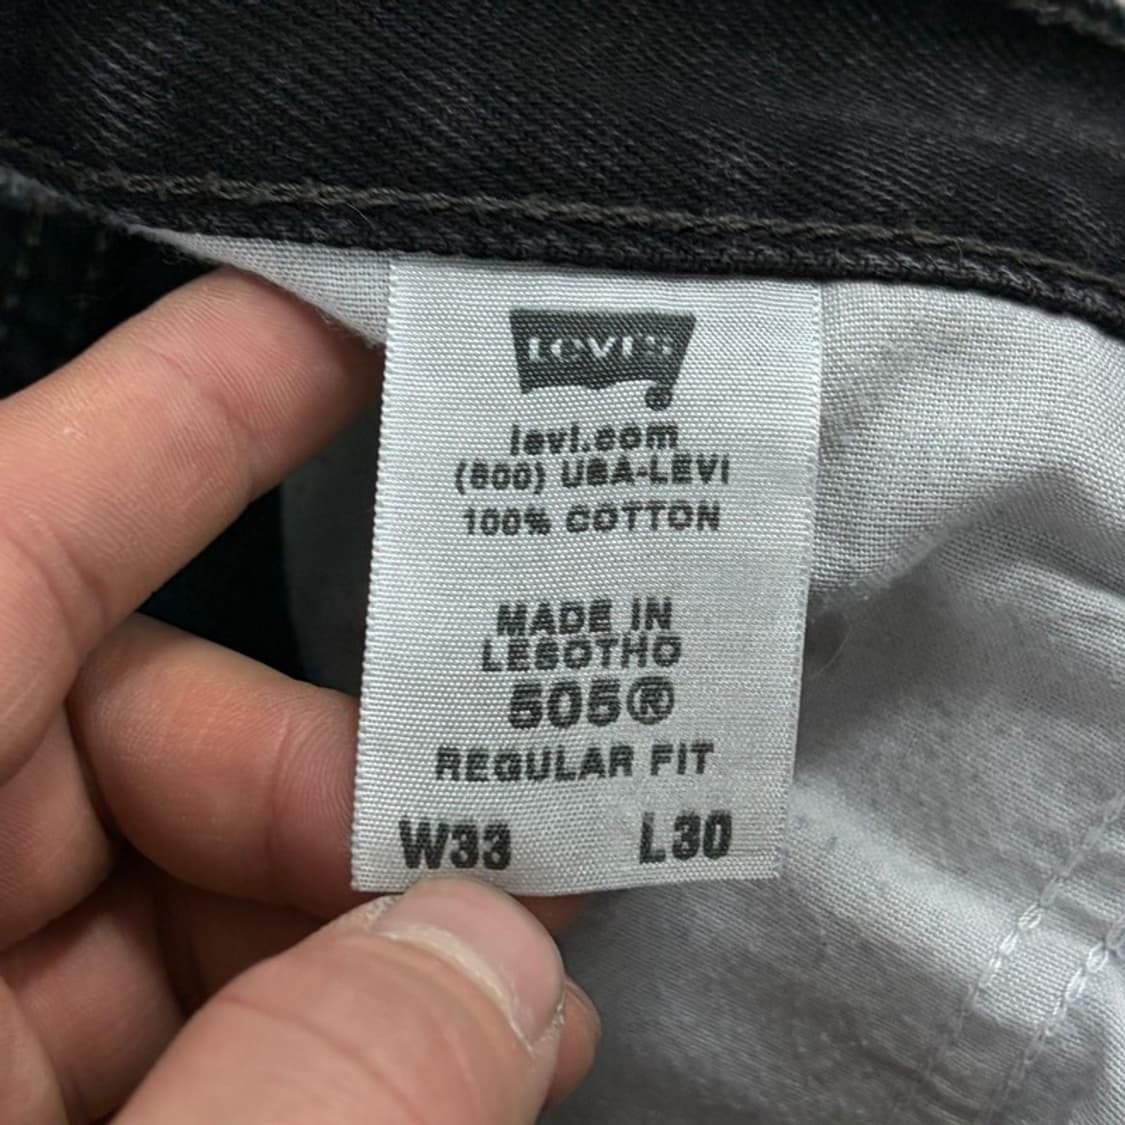 Levi's
levi.com
(800) USA-LEVI
100% COTTON
MADE IN
LESOTHO
505®
REGULAR FIT
W33 L30